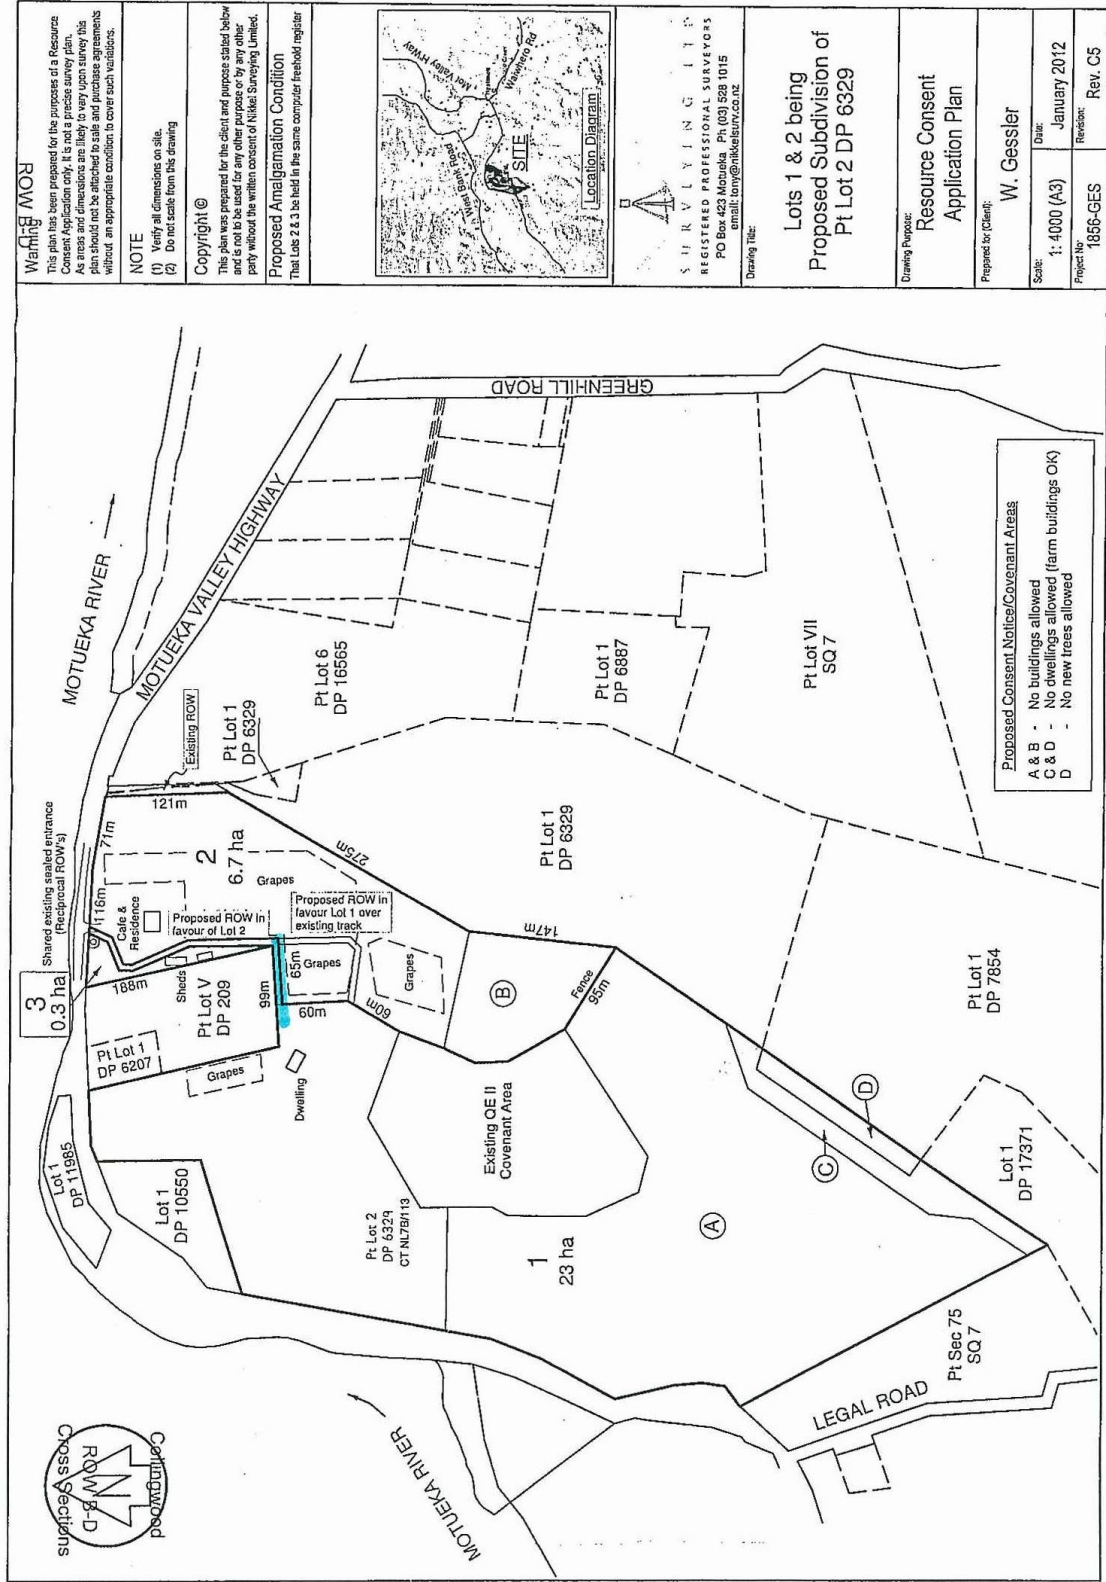 ROW B-D
Warning
This plan has been prepared for the purposes of a Resource
Consent Application only. It is not a precise survey plan.
As areas and dimensions are likely to vary upon survey this
plan should not be attached to sale and purchase agreements
without an appropriate condition to cover such variations.
NOTE
(1) Verify all dimensions on site.
(2) Do not scale from this drawing
Copyright ©
This plan was prepared for the client and purpose stated below
and is not to be used for any other purpose or by any other
party without the written consent of Nikkel Surveying Limited.
Proposed Amalgamation Condition
That Lots 2 & 3 be held in the same computer freehold register
Mot Valley H'Way
Waiwhero Rd
West Bank Road
SITE
Location Diagram
SURVEYING LTD
REGISTERED PROFESSIONAL SURVEYORS
PO Box 423 Motueka Ph (03) 528 1015
email: tony@nikkelsurv.co.nz
Drawing Title:
Lots 1 & 2 being
Proposed Subdivision of
Pt Lot 2 DP 6329
Drawing Purpose:
Resource Consent
Application Plan
Prepared for (Client):
W. Gessler
Scale:
1: 4000 (A3)
Date:
January 2012
Project No:
1856-GES
Revision:
Rev. C5
MOTUEKA RIVER
MOTUEKA VALLEY HIGHWAY
GREENHILL ROAD
Existing ROW
Pt Lot 1
DP 6329
Pt Lot 6
DP 16565
Pt Lot 1
DP 6887
Pt Lot VII
SQ 7
Proposed Consent Notice/Covenant Areas
A & B - No buildings allowed
C & D - No dwellings allowed (farm buildings OK)
D - No new trees allowed
Shared existing sealed entrance
(Reciprocal ROW's)
3
0.3 ha
121m
71m
116m
2
6.7 ha
Grapes
Cafe &
Residence
Proposed ROW in
favour of Lot 2
Proposed ROW in
favour Lot 1 over
existing track
275m
147m
Pt Lot 1
DP 6329
188m
Sheds
Pt Lot V
DP 209
99m
65m
Grapes
60m
60m
Grapes
B
Fence
95m
Pt Lot 1
DP 7854
Pt Lot 1
DP 6207
Grapes
Dwelling
Existing QE II
Covenant Area
Lot 1
DP 11985
Lot 1
DP 10550
Pt Lot 2
DP 6329
CT NL7B/113
1
23 ha
A
C
D
Lot 1
DP 17371
Pt Sec 75
SQ 7
LEGAL ROAD
MOTUEKA RIVER
Collingwood
ROW B-D
Cross Sections